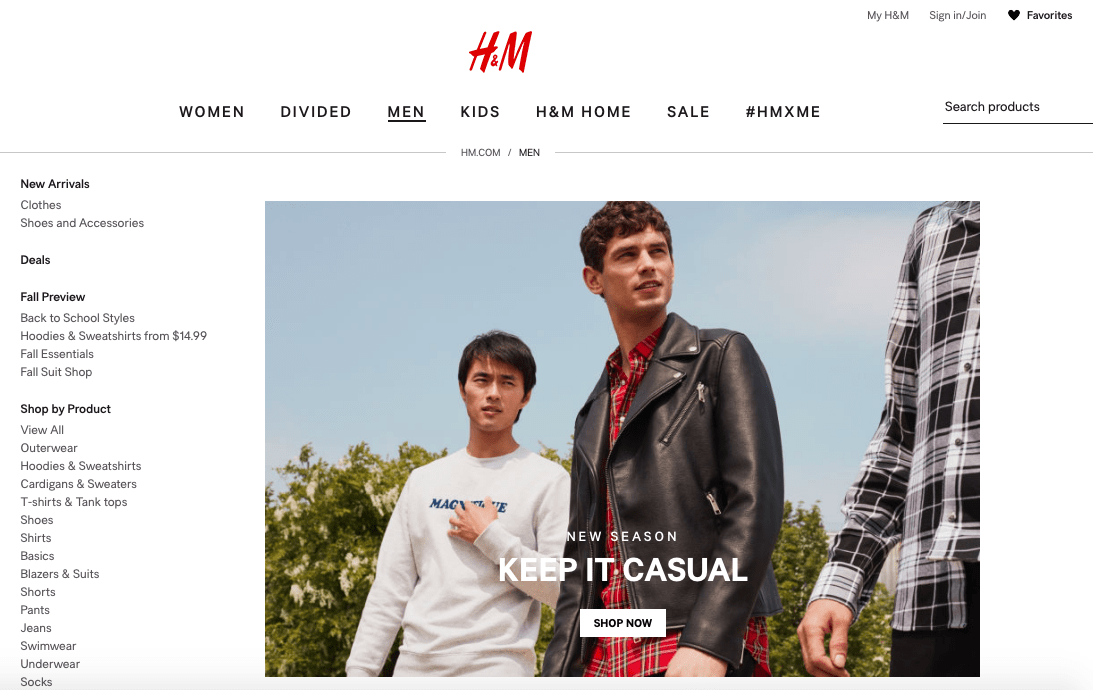 My H&M Sign in/Join Favorites
H&M
WOMEN DIVIDED MEN KIDS H&M HOME SALE #HMXME
Search products
HM.COM / MEN
New Arrivals
Clothes
Shoes and Accessories
Deals
Fall Preview
Back to School Styles
Hoodies & Sweatshirts from $14.99
Fall Essentials
Fall Suit Shop
Shop by Product
View All
Outerwear
Hoodies & Sweatshirts
Cardigans & Sweaters
T-shirts & Tank tops
Shoes
Shirts
Basics
Blazers & Suits
Shorts
Pants
Jeans
Swimwear
Underwear
Socks
NEW SEASON
KEEP IT CASUAL
SHOP NOW